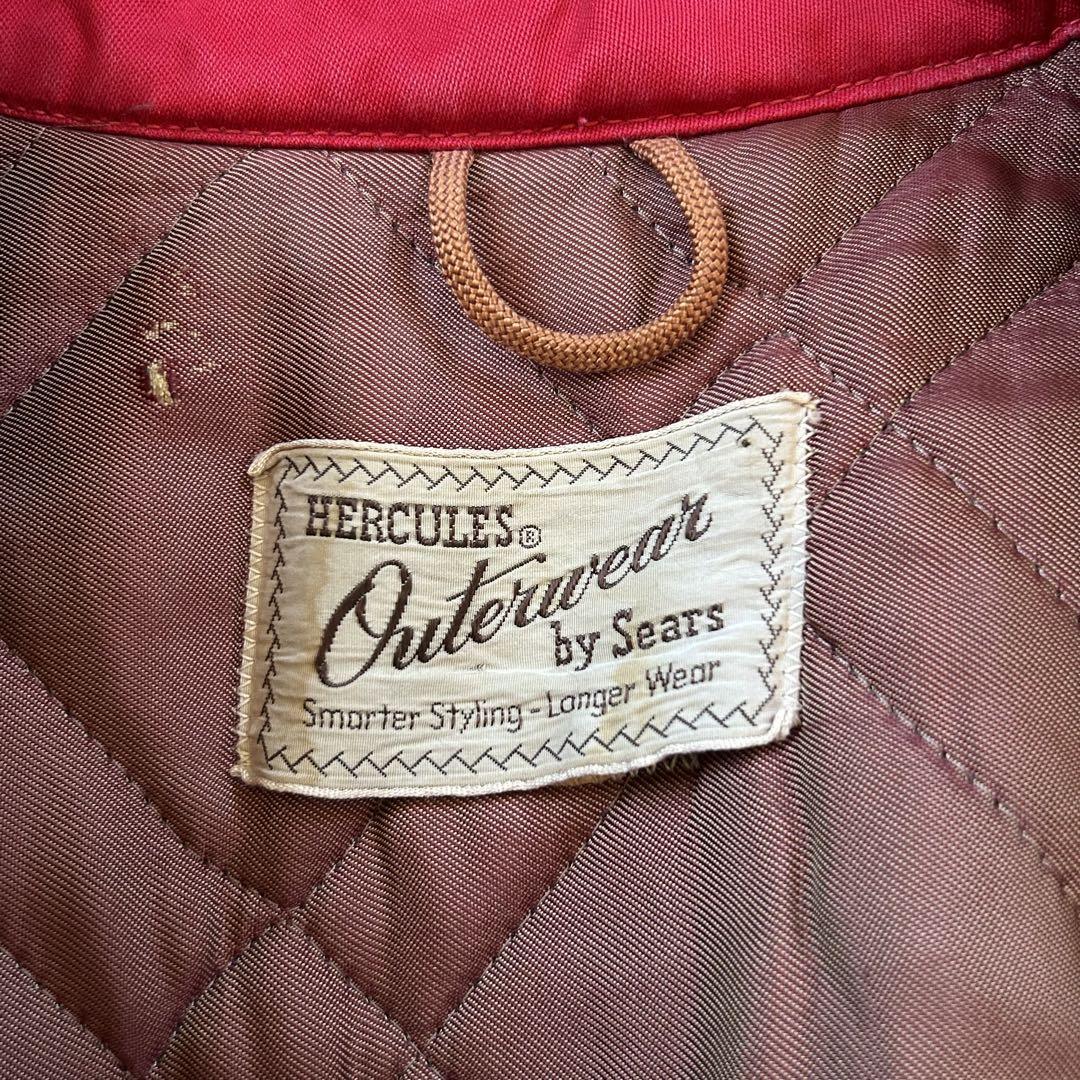 HERCULES®
Outerwear
by Sears
Smarter Styling - Longer Wear